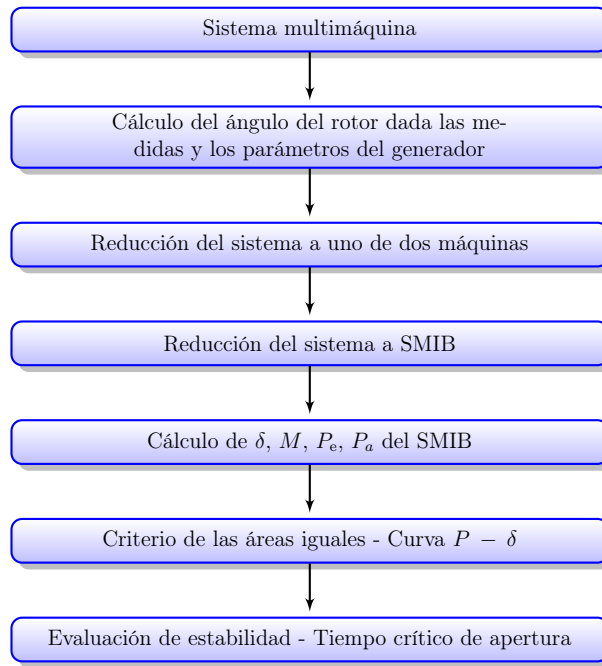 Sistema multimáquina
Cálculo del ángulo del rotor dada las me-
didas y los parámetros del generador
Reducción del sistema a uno de dos máquinas
Reducción del sistema a SMIB
Cálculo de δ, M, Pₑ, Pₐ del SMIB
Criterio de las áreas iguales - Curva P − δ
Evaluación de estabilidad - Tiempo crítico de apertura